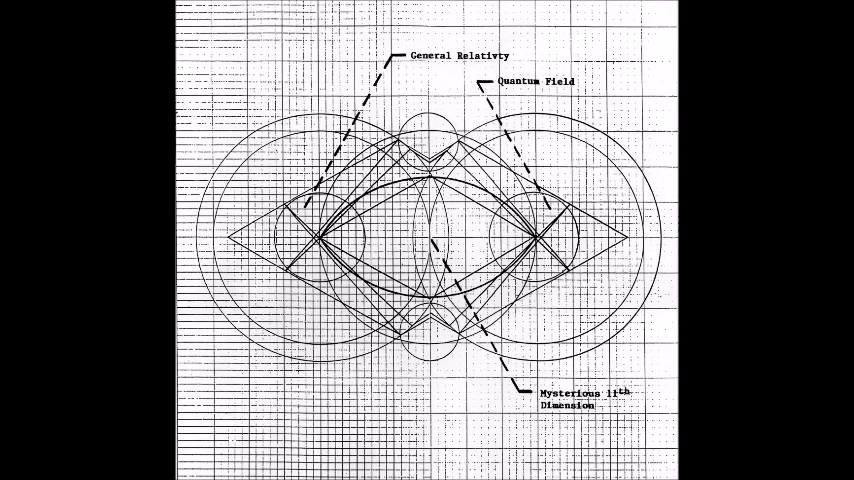 General Relativty
Quantum Field
Mysterious 11th
Dimension